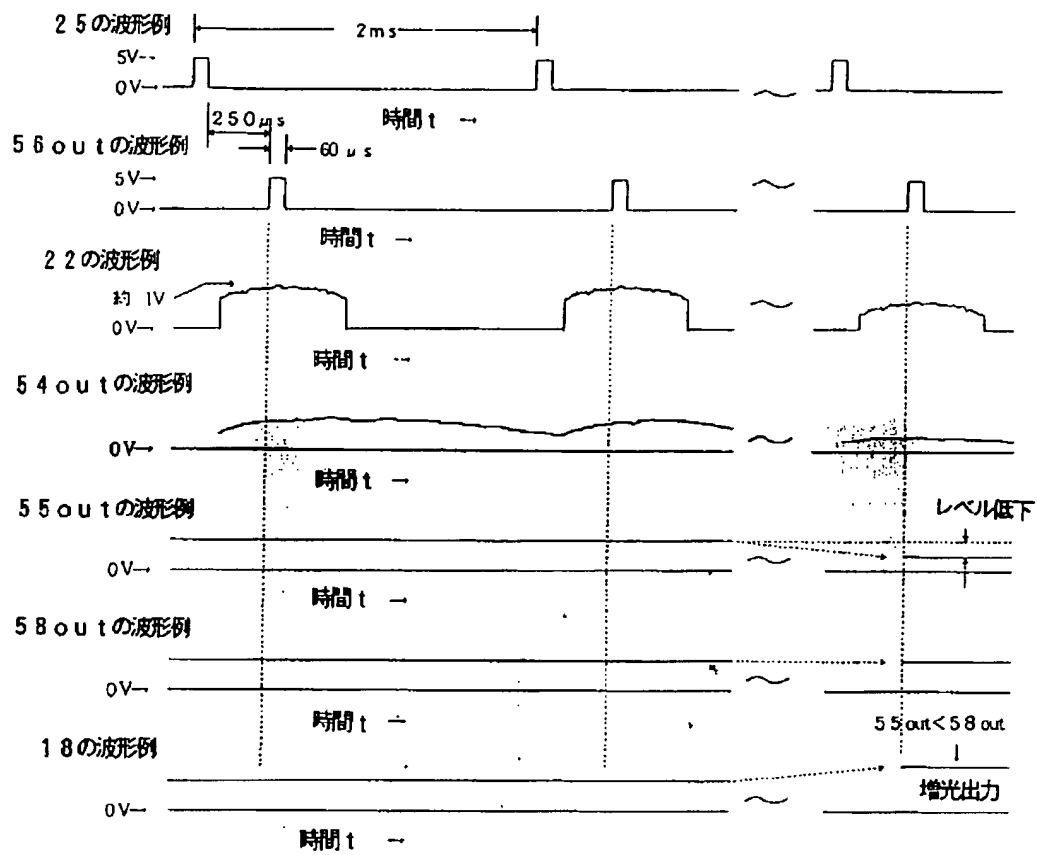 25の波形例
2ms
5V→
0V→
時間t →
250μs
56outの波形例
60μs
5V→
0V→
時間t →
22の波形例
約1V
0V→
時間t →
54outの波形例
0V→
時間t →
55outの波形例
レベル低下
0V→
時間t →
58outの波形例
0V→
時間t →
55out<58out
18の波形例
増光出力
0V→
時間t →